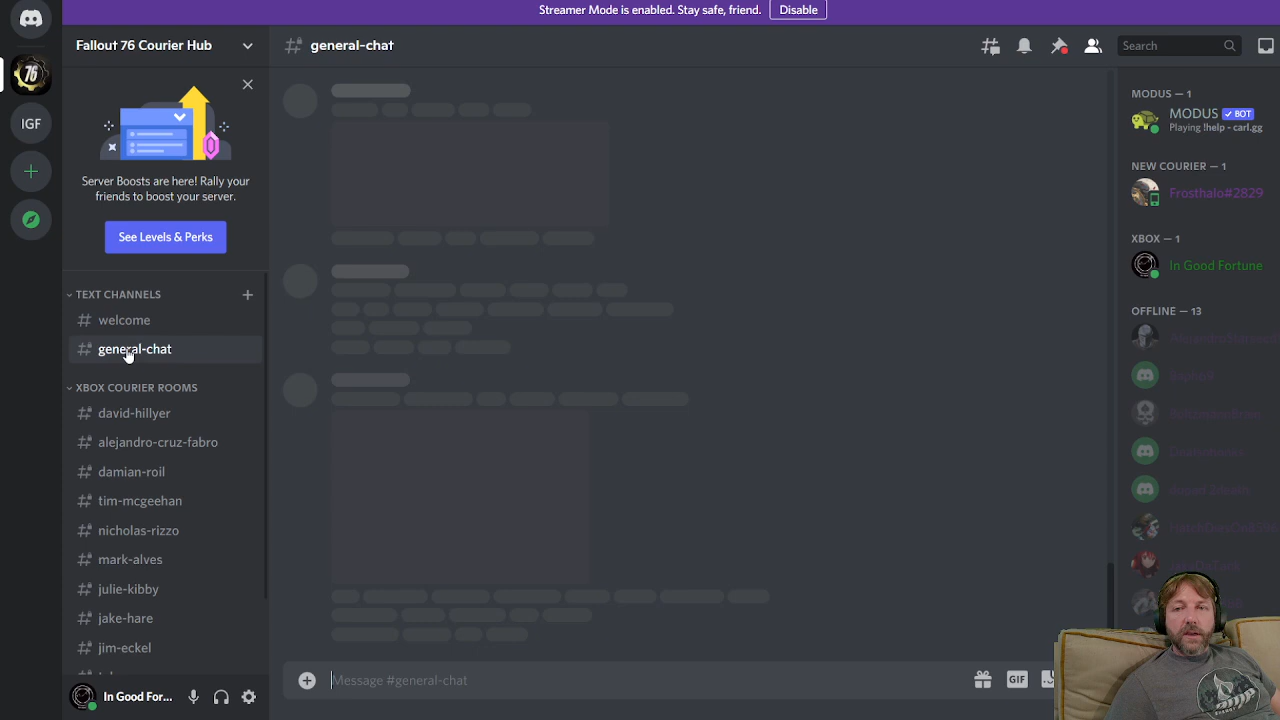 Streamer Mode is enabled. Stay safe, friend. Disable
Fallout 76 Courier Hub
general-chat
Search
76
IGF
Server Boosts are here! Rally your
friends to boost your server.
See Levels & Perks
TEXT CHANNELS
welcome
general-chat
XBOX COURIER ROOMS
david-hillyer
alejandro-cruz-fabro
damian-roil
tim-mcgeehan
nicholas-rizzo
mark-alves
julie-kibby
jake-hare
jim-eckel
In Good For...
Message #general-chat
GIF
MODUS — 1
MODUS BOT
Playing !help - carl.gg
NEW COURIER — 1
Frosthalo#2829
XBOX — 1
In Good Fortune
OFFLINE — 13